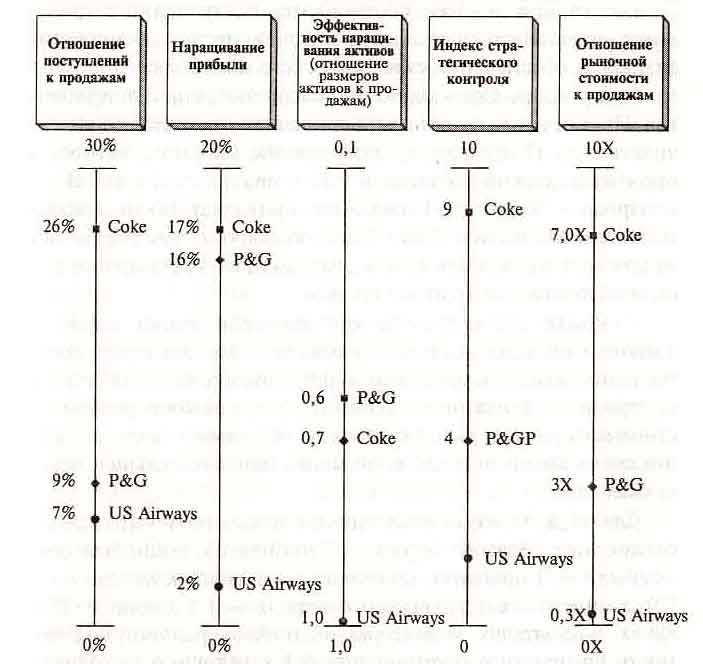 Отношение
поступлений
к продажам
Наращивание
прибыли
Эффектив-
ность наращи-
вания активов
(отношение
размеров
активов к про-
дажам)
Индекс стра-
тегического
контроля
Отношение
рыночной
стоимости
к продажам
30%
20%
0,1
10
10X
26% Coke
17% Coke
16% P&G
9
Coke
7,0X Coke
0,6 P&G
0,7 Coke
4 P&GP
9% P&G
7% US Airways
3X P&G
US Airways
2% US Airways
1,0 US Airways
0,3X US Airways
0%
0%
1,0
0
0X